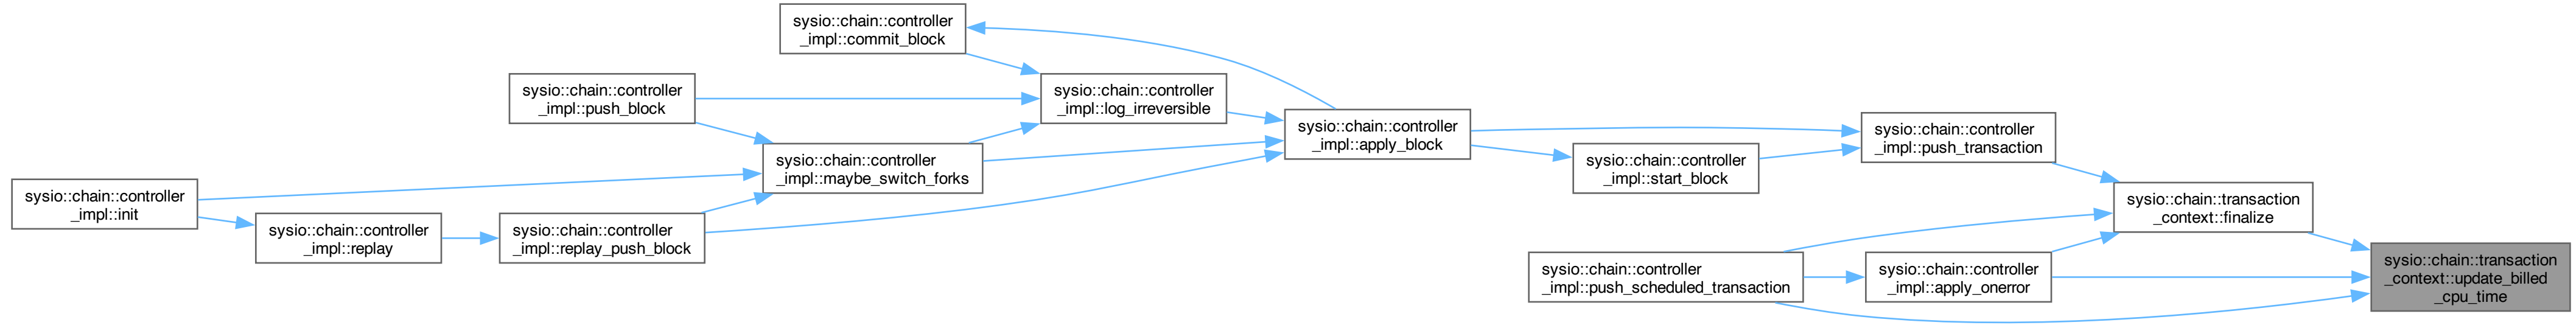 sysio::chain::controller
_impl::commit_block
sysio::chain::controller
_impl::push_block
sysio::chain::controller
_impl::log_irreversible
sysio::chain::controller
_impl::apply_block
sysio::chain::controller
_impl::push_transaction
sysio::chain::controller
_impl::maybe_switch_forks
sysio::chain::controller
_impl::start_block
sysio::chain::controller
_impl::init
sysio::chain::transaction
_context::finalize
sysio::chain::controller
_impl::replay
sysio::chain::controller
_impl::replay_push_block
sysio::chain::controller
_impl::push_scheduled_transaction
sysio::chain::controller
_impl::apply_onerror
sysio::chain::transaction
_context::update_billed
_cpu_time